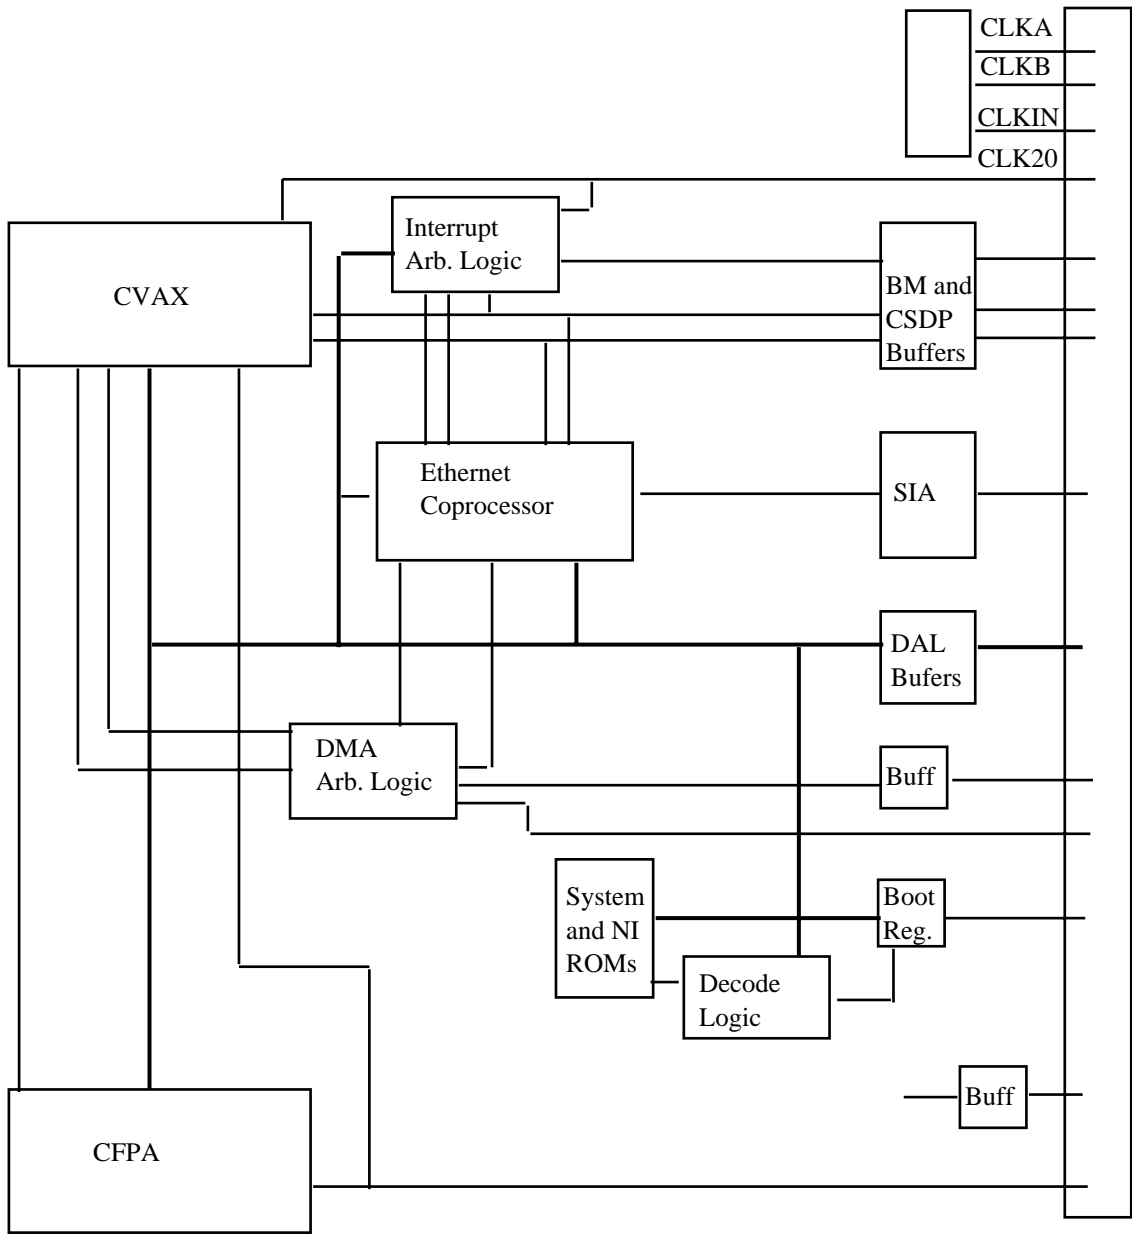 CLKA
CLKB
CLKIN
CLK20
Interrupt
Arb. Logic
CVAX
BM and
CSDP
Buffers
Ethernet
Coprocessor
SIA
DAL
Bufers
DMA
Arb. Logic
Buff
System
and NI
ROMs
Boot
Reg.
Decode
Logic
Buff
CFPA